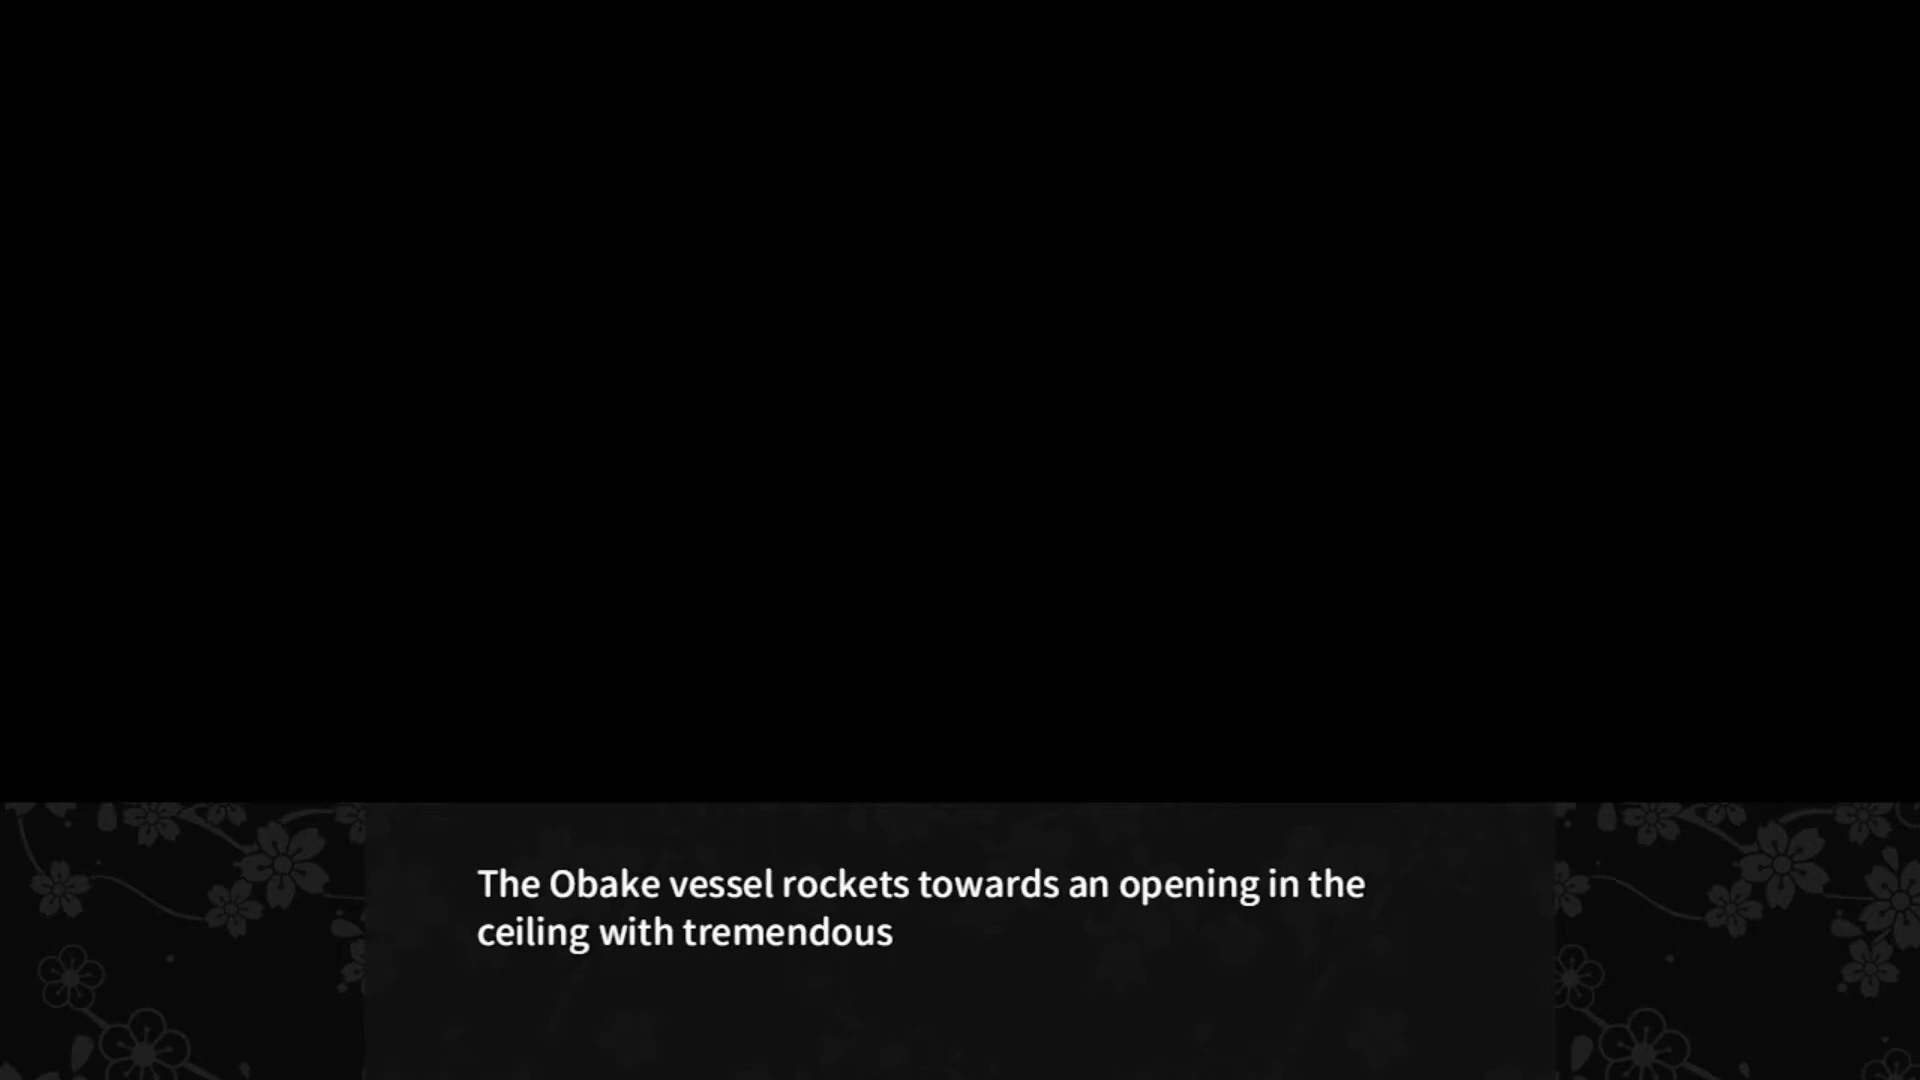 The Obake vessel rockets towards an opening in the
ceiling with tremendous